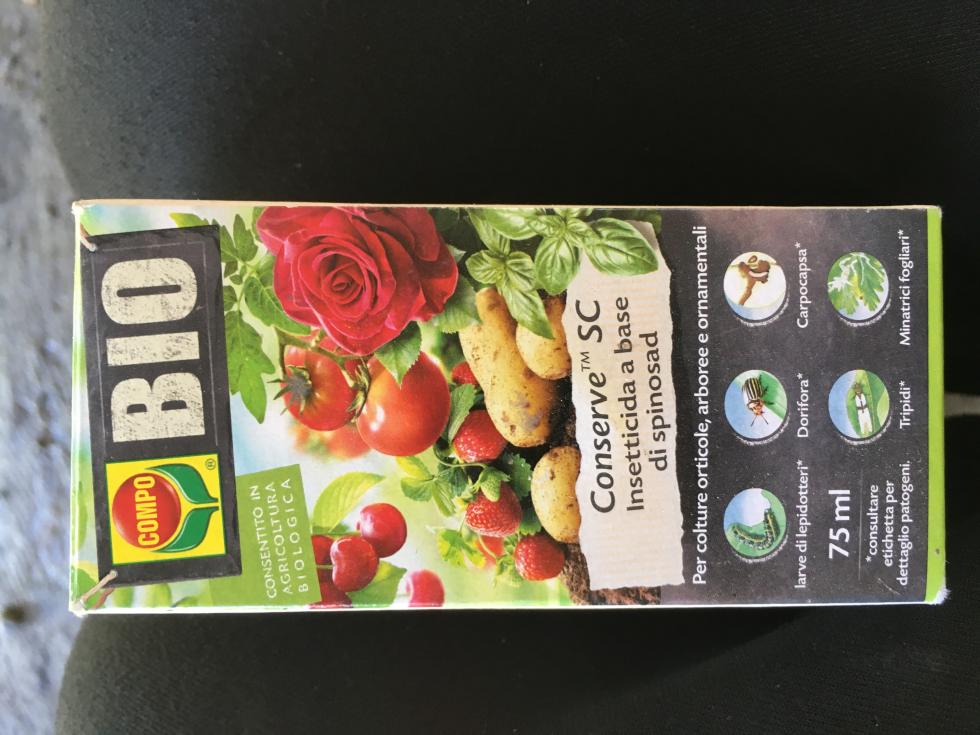 COMPO
®
BIO
CONSENTITO IN
AGRICOLTURA
BIOLOGICA
Conserve™ SC
Insetticida a base
di spinosad
Per colture orticole, arboree e ornamentali
larve di lepidotteri*
Dorifora*
Carpocapsa*
75 ml
*consultare
etichetta per
dettaglio patogeni.
Tripidi*
Minatrici fogliari*